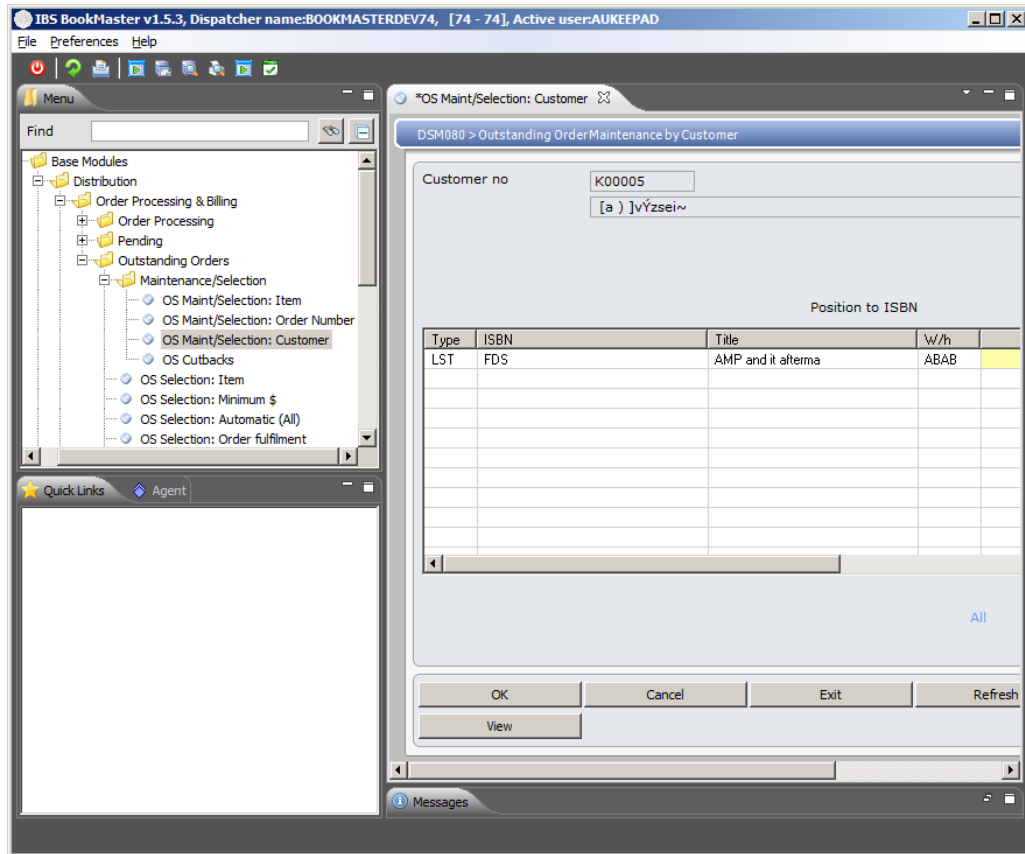 IBS BookMaster v1.5.3, Dispatcher name:BOOKMASTERDEV74, [74 - 74], Active user:AUKEEPAD
File Preferences Help
Menu
Find
Base Modules
Distribution
Order Processing & Billing
Order Processing
Pending
Outstanding Orders
Maintenance/Selection
OS Maint/Selection: Item
OS Maint/Selection: Order Number
OS Maint/Selection: Customer
OS Cutbacks
OS Selection: Item
OS Selection: Minimum $
OS Selection: Automatic (All)
OS Selection: Order fulfilment
Quick Links Agent
*OS Maint/Selection: Customer
DSM080 > Outstanding OrderMaintenance by Customer
Customer no K00005
[a ) ]vÝzsei~
Position to ISBN
Type ISBN Title W/h
LST FDS AMP and it afterma ABAB
All
OK Cancel Exit Refresh
View
Messages